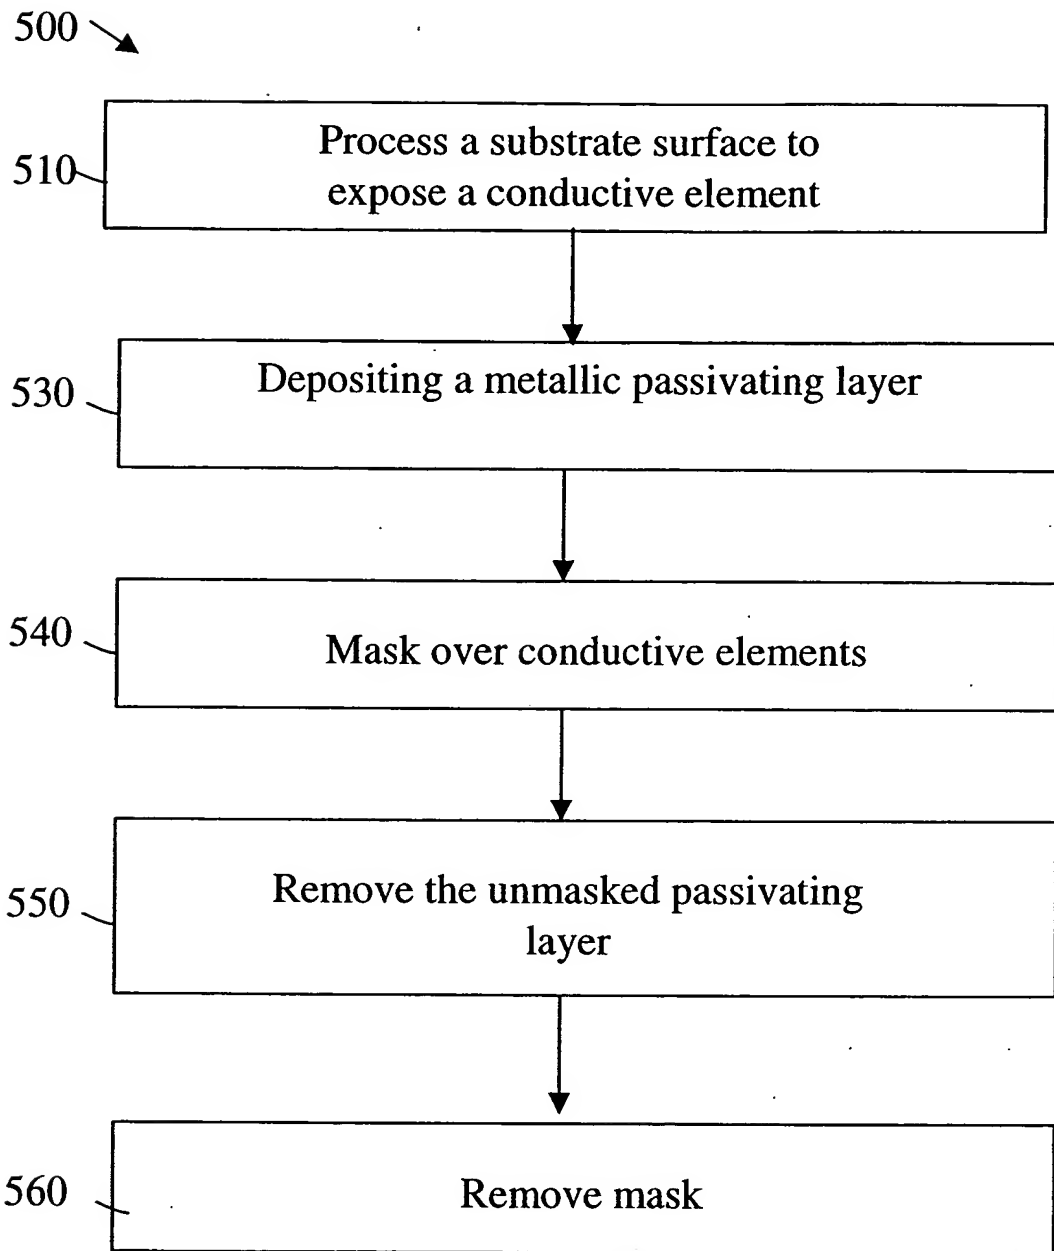 500
510
Process a substrate surface to
expose a conductive element
530
Depositing a metallic passivating layer
540
Mask over conductive elements
550
Remove the unmasked passivating
layer
560
Remove mask